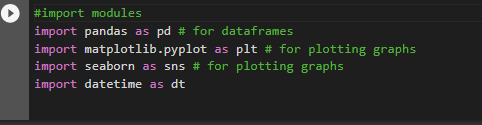 #import modules
import pandas as pd # for dataframes
import matplotlib.pyplot as plt # for plotting graphs
import seaborn as sns # for plotting graphs
import datetime as dt